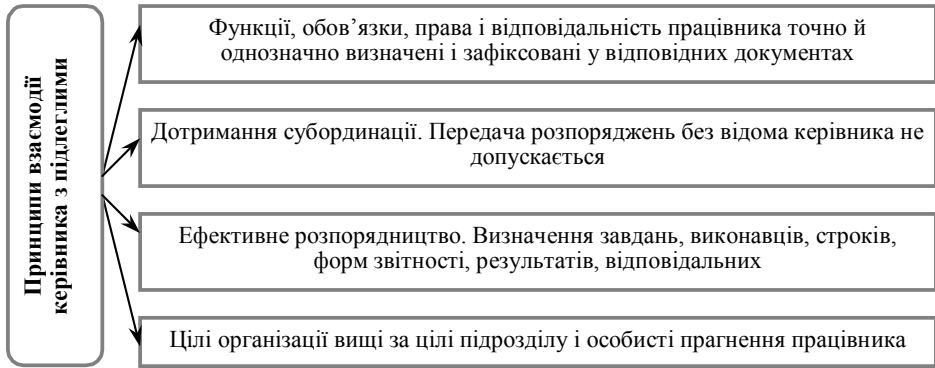 Принципи взаємодії
керівника з підлеглими
Функції, обов’язки, права і відповідальність працівника точно й
однозначно визначені і зафіксовані у відповідних документах
Дотримання субординації. Передача розпоряджень без відома керівника не
допускається
Ефективне розпорядництво. Визначення завдань, виконавців, строків,
форм звітності, результатів, відповідальних
Цілі організації вищі за цілі підрозділу і особисті прагнення працівника